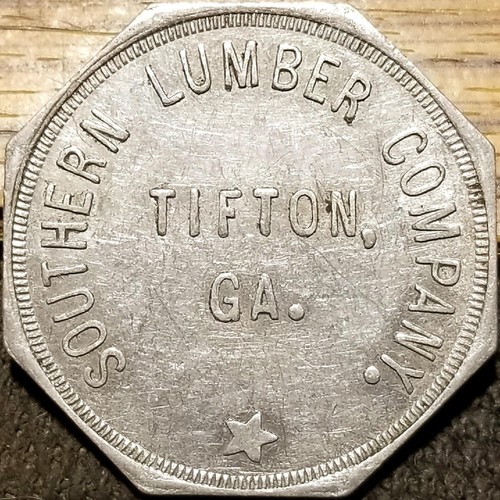 SOUTHERN LUMBER COMPANY.
TIFTON,
GA.